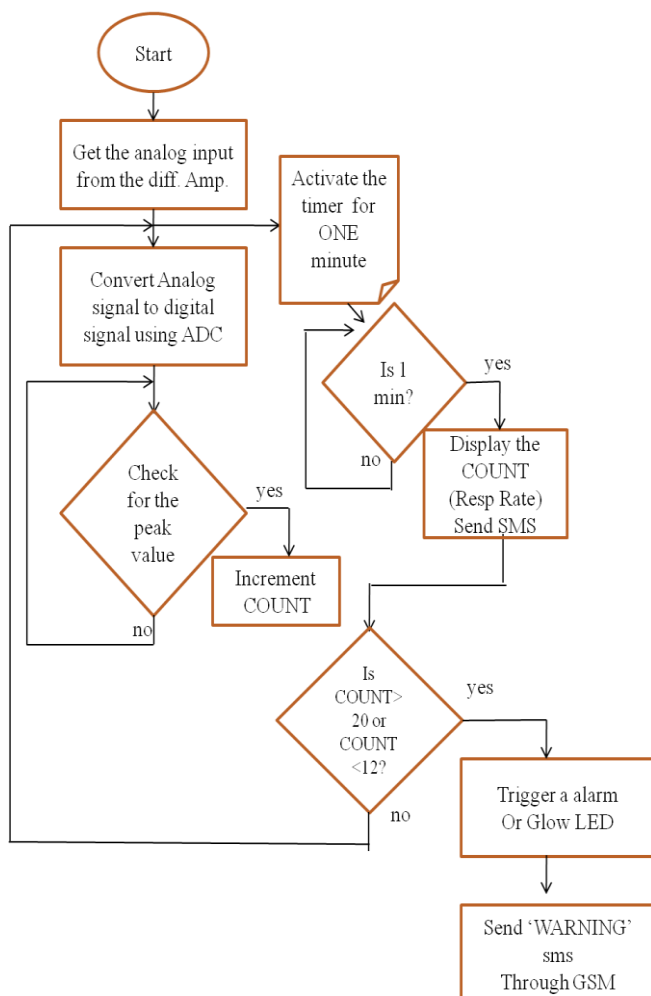 Start
Get the analog input
from the diff. Amp.
Activate the
timer for
ONE
minute
Convert Analog
signal to digital
signal using ADC
Is 1
min?
yes
no
Display the
COUNT
(Resp Rate)
Send SMS
Check
for the
peak
value
yes
no
Increment
COUNT
Is
COUNT>
20 or
COUNT
<12?
yes
no
Trigger a alarm
Or Glow LED
Send ‘WARNING’
sms
Through GSM